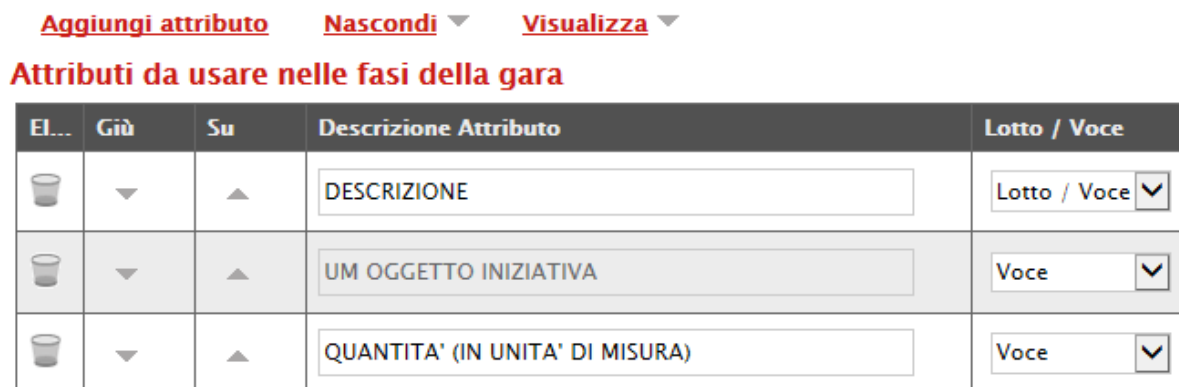 Aggiungi attributo Nascondi Visualizza
Attributi da usare nelle fasi della gara
El... Giù Su Descrizione Attributo Lotto / Voce
DESCRIZIONE Lotto / Voce
UM OGGETTO INIZIATIVA Voce
QUANTITA' (IN UNITA' DI MISURA) Voce